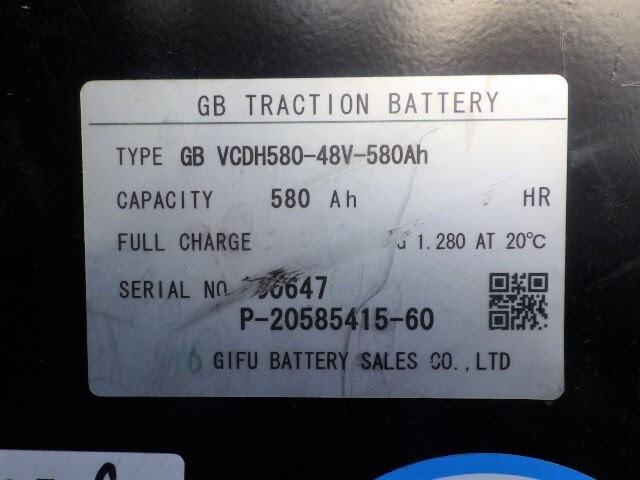 GB TRACTION BATTERY
TYPE GB VCDH580-48V-580Ah
CAPACITY 580 Ah HR
FULL CHARGE G 1.280 AT 20℃
SERIAL NO 0647
P-20585415-60
GIFU BATTERY SALES CO.,LTD